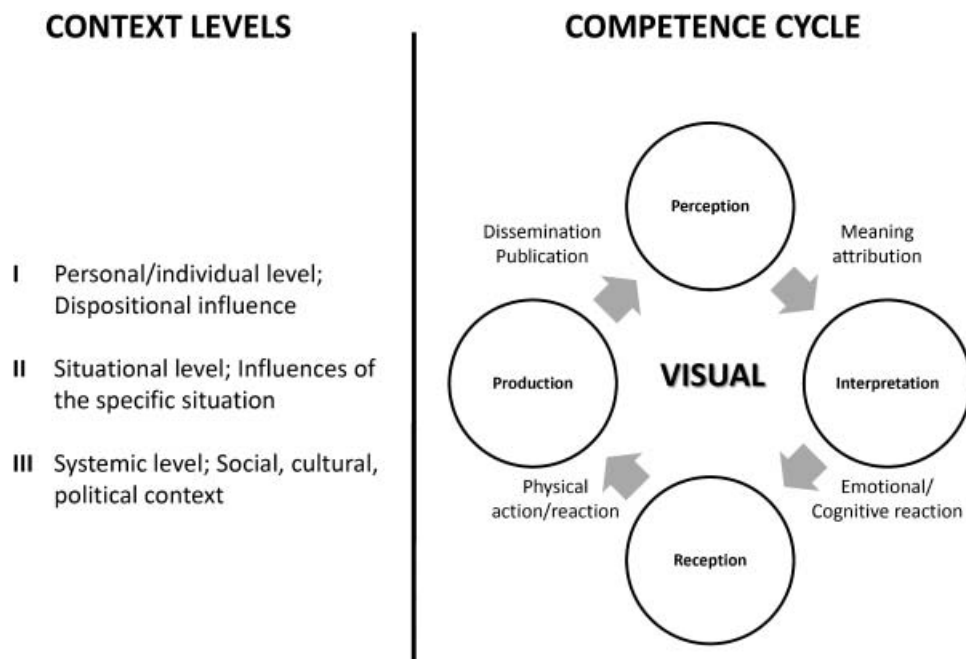 CONTEXT LEVELS
I Personal/individual level;
Dispositional influence
II Situational level; Influences of
the specific situation
III Systemic level; Social, cultural,
political context
COMPETENCE CYCLE
Perception
Dissemination
Publication
Meaning
attribution
Production
VISUAL
Interpretation
Physical
action/reaction
Emotional/
Cognitive reaction
Reception